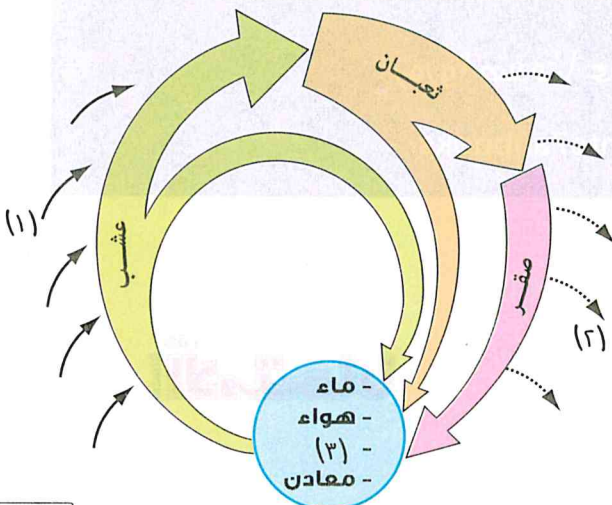 ثعبان
(١)
عشب
صقر
(٢)
- ماء
- هواء
- (٣)
- معادن